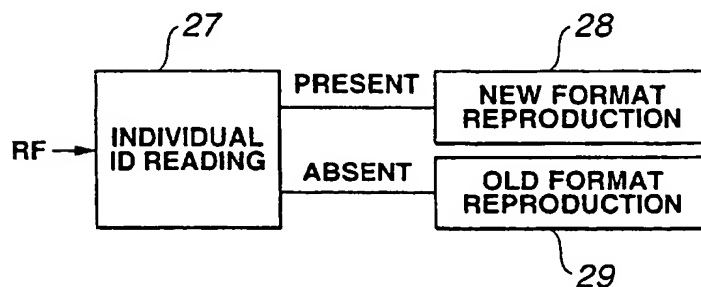 27
28
PRESENT
NEW FORMAT
REPRODUCTION
RF
INDIVIDUAL
ID READING
ABSENT
OLD FORMAT
REPRODUCTION
29